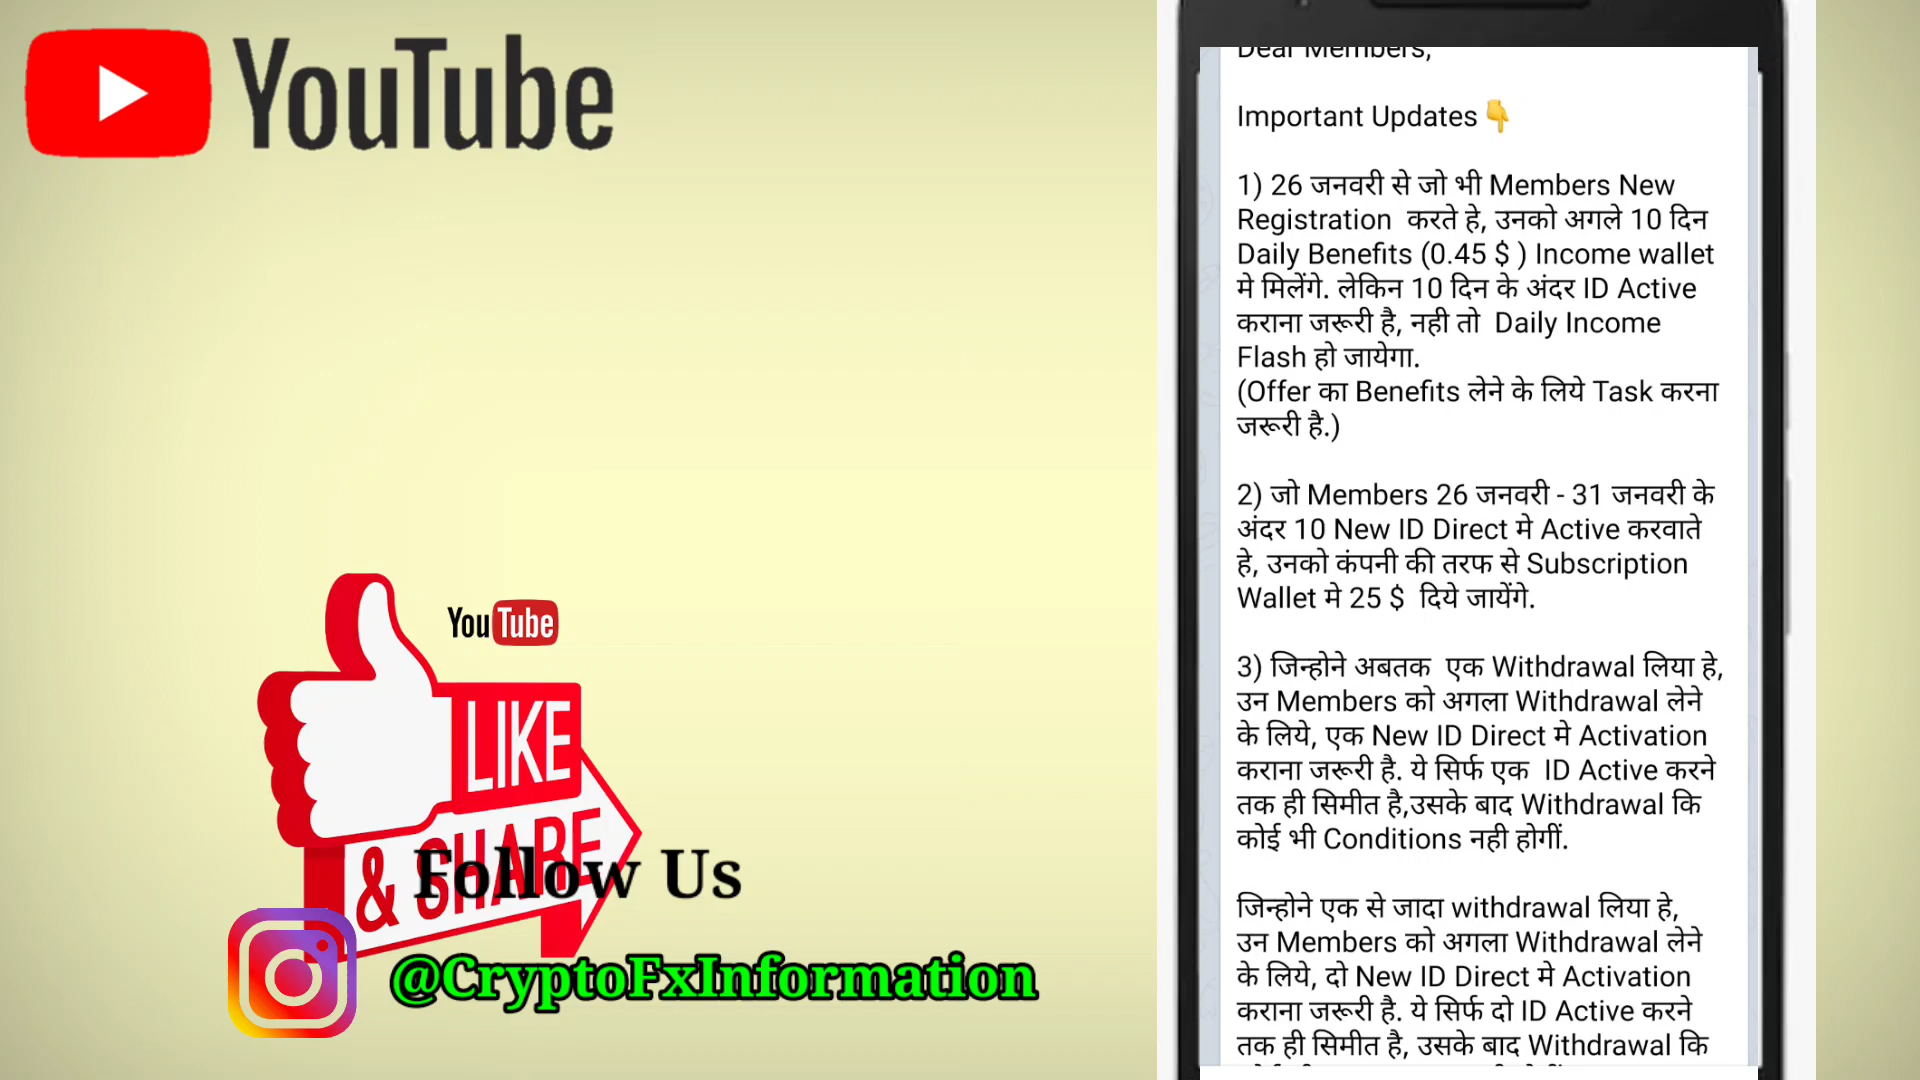 YouTube
You Tube
LIKE
& SHARE
Follow Us
@CryptoFxInformation
Dear Members,
Important Updates👇
1) 26 जनवरी से जो भी Members New
Registration करते हे, उनको अगले 10 दिन
Daily Benefits (0.45 $ ) Income wallet
मे मिलेंगे. लेकिन 10 दिन के अंदर ID Active
कराना जरूरी है, नही तो Daily Income
Flash हो जायेगा.
(Offer का Benefits लेने के लिये Task करना
जरूरी है.)
2) जो Members 26 जनवरी - 31 जनवरी के
अंदर 10 New ID Direct मे Active करवाते
हे, उनको कंपनी की तरफ से Subscription
Wallet मे 25 $ दिये जायेंगे.
3) जिन्होने अबतक एक Withdrawal लिया हे,
उन Members को अगला Withdrawal लेने
के लिये, एक New ID Direct मे Activation
कराना जरूरी है. ये सिर्फ एक ID Active करने
तक ही सिमीत है,उसके बाद Withdrawal कि
कोई भी Conditions नही होगीं.
जिन्होने एक से जादा withdrawal लिया हे,
उन Members को अगला Withdrawal लेने
के लिये, दो New ID Direct मे Activation
कराना जरूरी है. ये सिर्फ दो ID Active करने
तक ही सिमीत है, उसके बाद Withdrawal कि